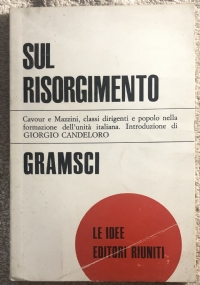 SUL
RISORGIMENTO
Cavour e Mazzini, classi dirigenti e popolo nella
formazione dell'unità italiana. Introduzione di
GIORGIO CANDELORO
GRAMSCI
LE IDEE
EDITORI RIUNITI